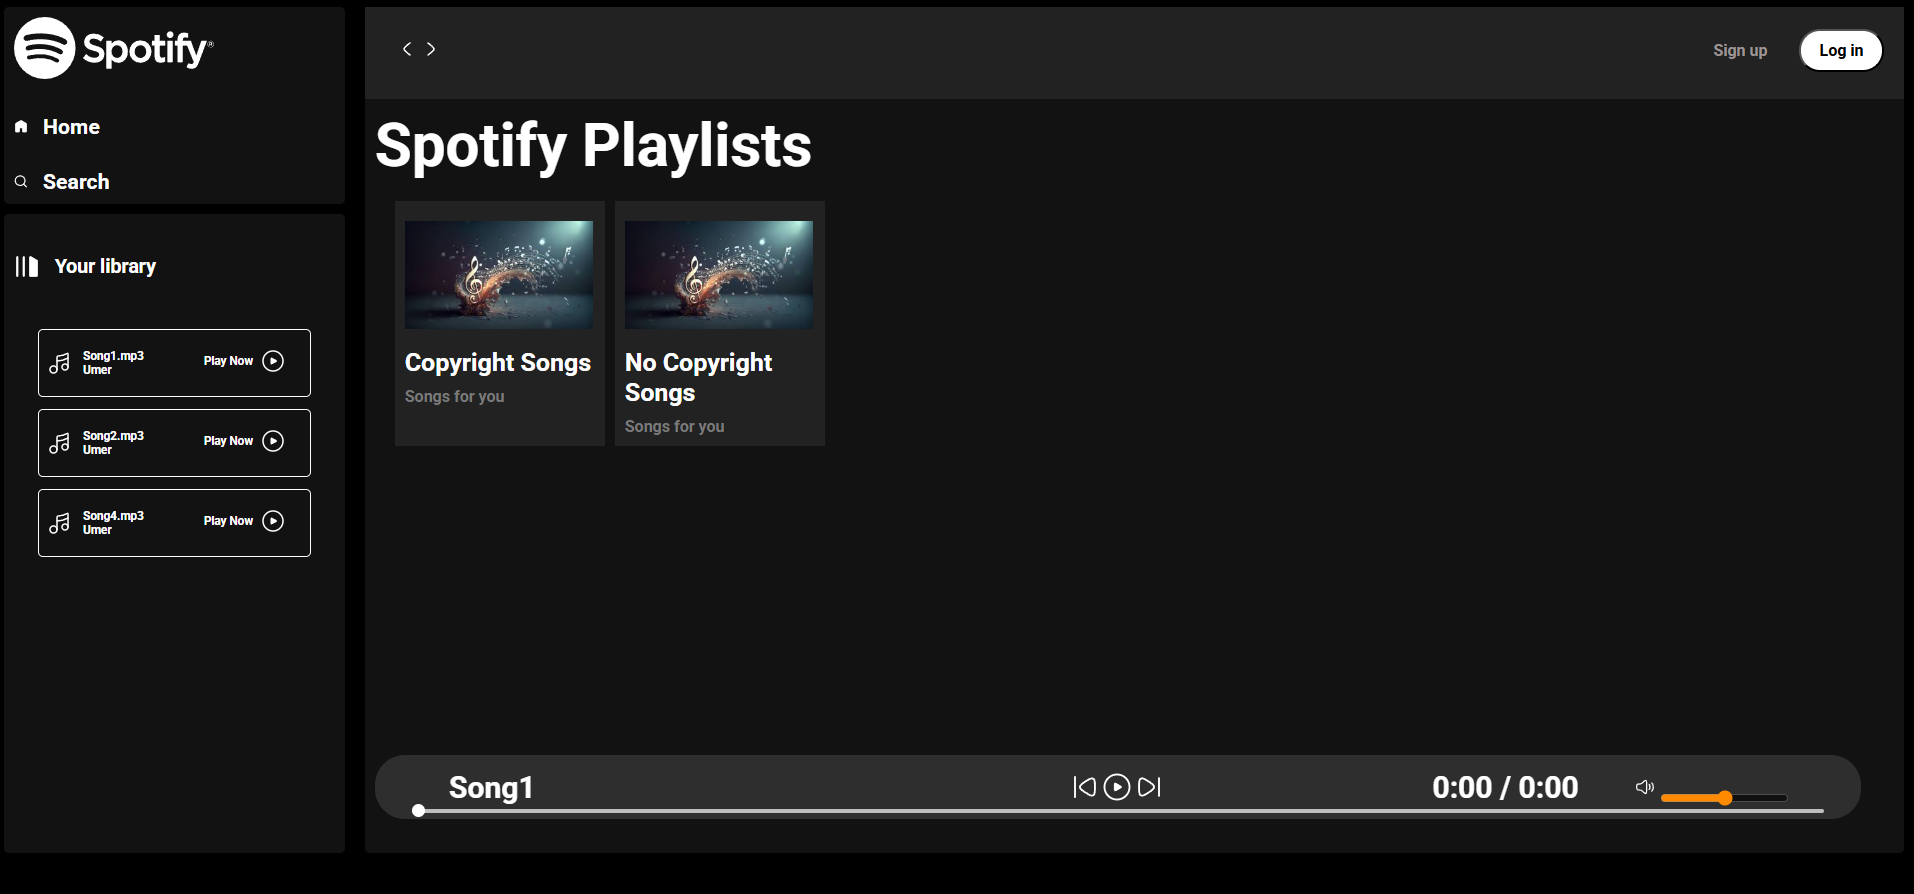 Spotify®
Home
Search
Your library
Song1.mp3
Umer
Play Now
Song2.mp3
Umer
Play Now
Song4.mp3
Umer
Play Now
Sign up
Log in
Spotify Playlists
Copyright Songs
Songs for you
No Copyright
Songs
Songs for you
Song1
0:00 / 0:00